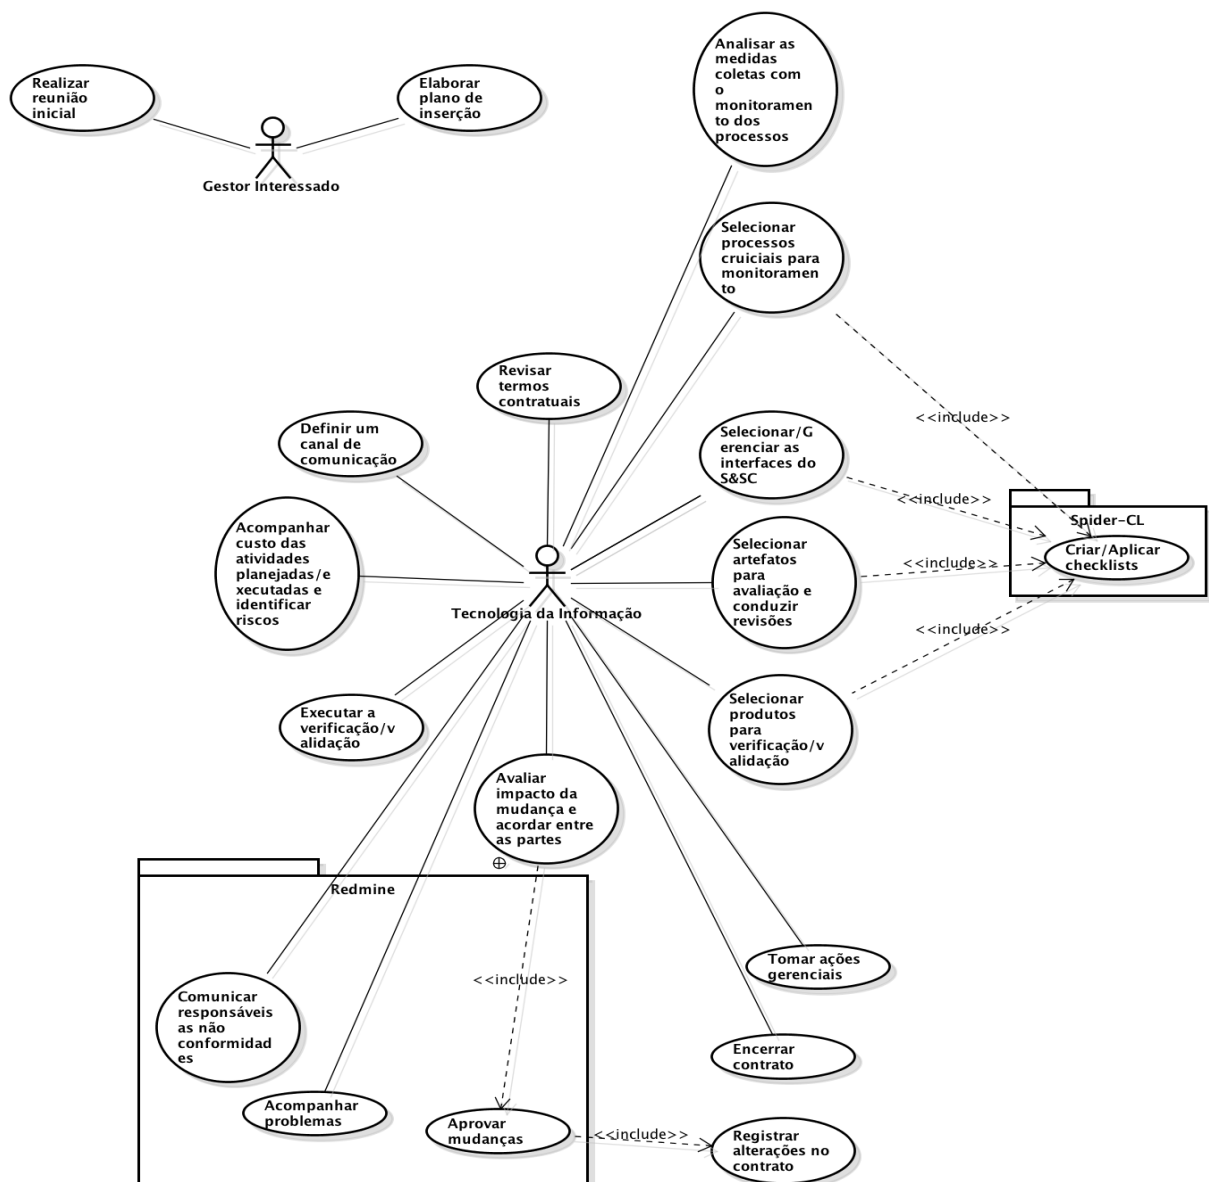 Realizar
reunião
inicial
Elaborar
plano de
inserção
Gestor Interessado
Analisar as
medidas
coletas com
o
monitoramen
to dos
processos
Selecionar
processos
cruiciais para
monitoramen
to
Revisar
termos
contratuais
Definir um
canal de
comunicação
Selecionar/G
erenciar as
interfaces do
S&SC
<<include>>
<<include>>
Spider-CL
Criar/Aplicar
checklists
Acompanhar
custo das
atividades
planejadas/e
xecutadas e
identificar
riscos
Tecnologia da Informação
Selecionar
artefatos
para
avaliação e
conduzir
revisões
<<include>>
<<include>>
Executar a
verificação/v
alidação
Selecionar
produtos
para
verificação/v
alidação
Avaliar
impacto da
mudança e
acordar entre
as partes
Redmine
<<include>>
Comunicar
responsáveis
as não
conformidad
es
Tomar ações
gerenciais
Encerrar
contrato
Acompanhar
problemas
Aprovar
mudanças
<<include>>
Registrar
alterações no
contrato